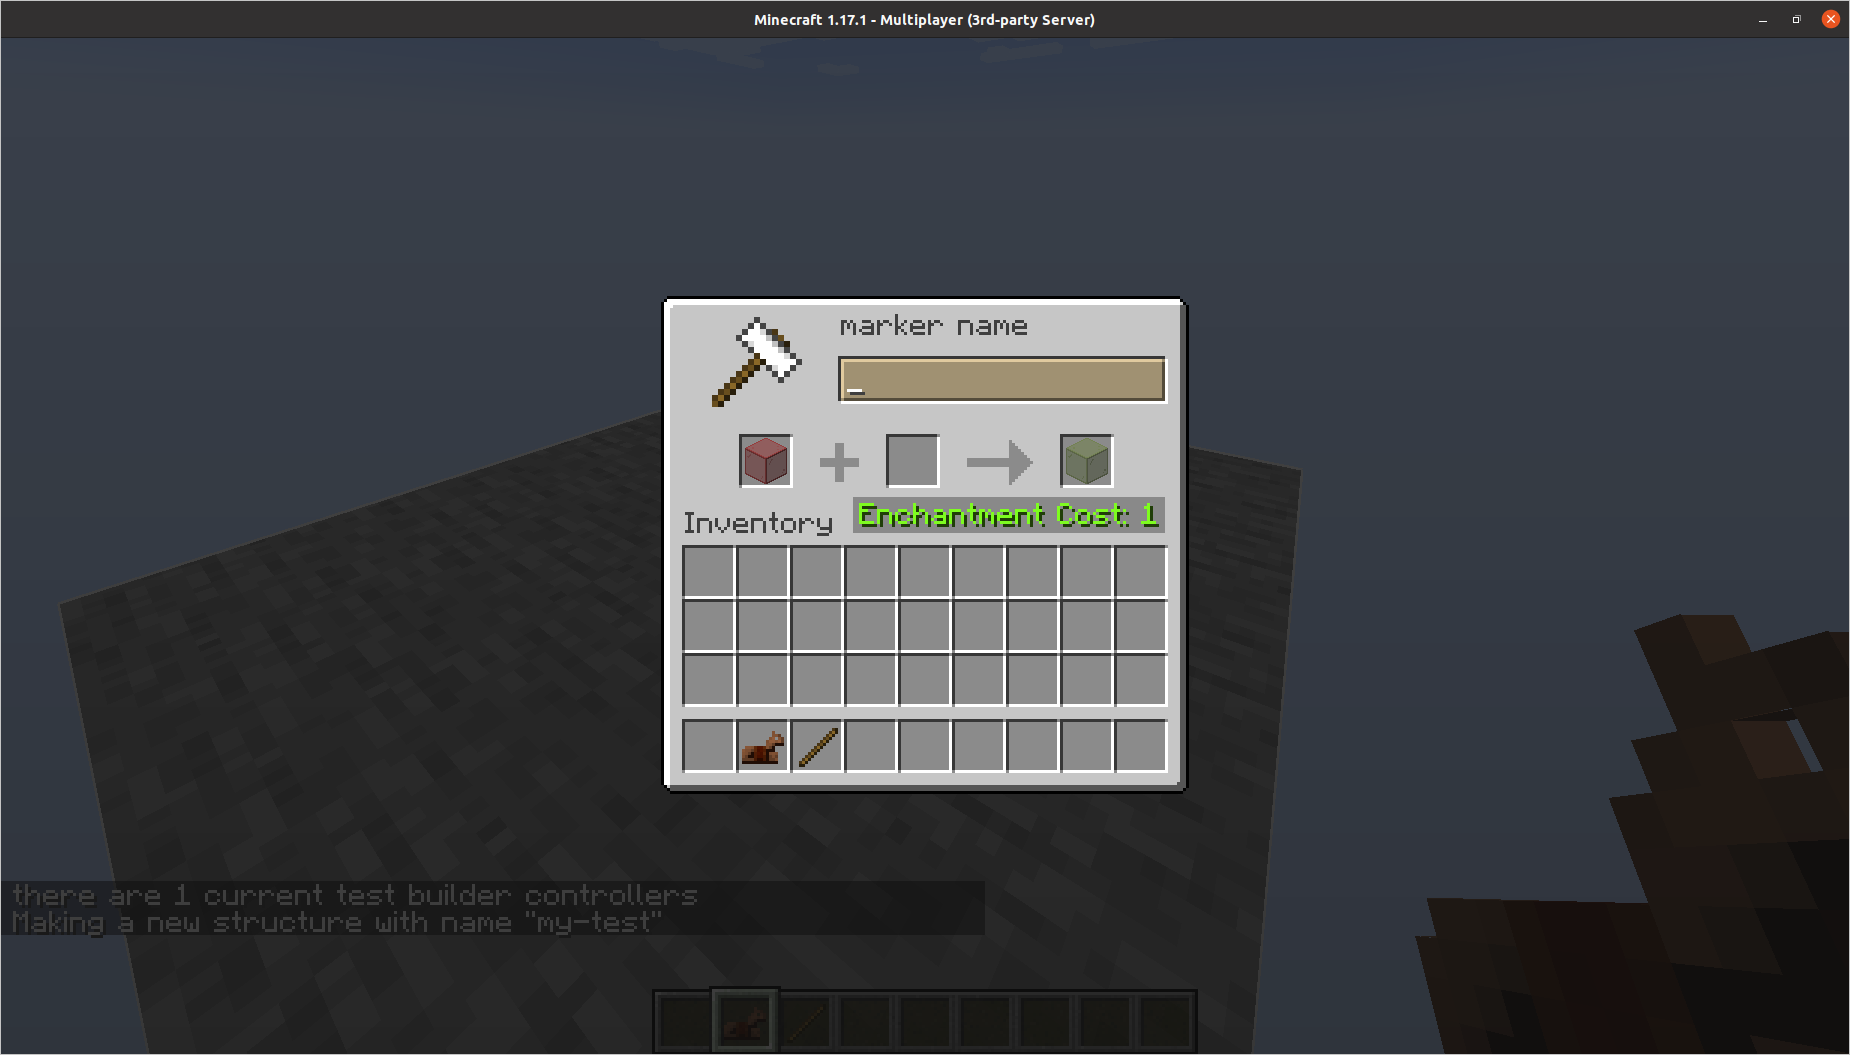 Minecraft 1.17.1 - Multiplayer (3rd-party Server)
marker name
Enchantment Cost: 1
Inventory
there are 1 current test builder controllers
Making a new structure with name "my-test"